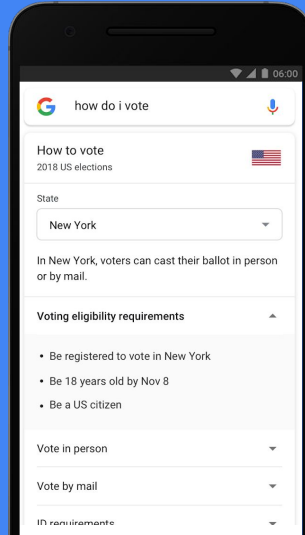 06:00
how do i vote
How to vote
2018 US elections
State
New York
In New York, voters can cast their ballot in person
or by mail.
Voting eligibility requirements
• Be registered to vote in New York
• Be 18 years old by Nov 8
• Be a US citizen
Vote in person
Vote by mail
ID requirements